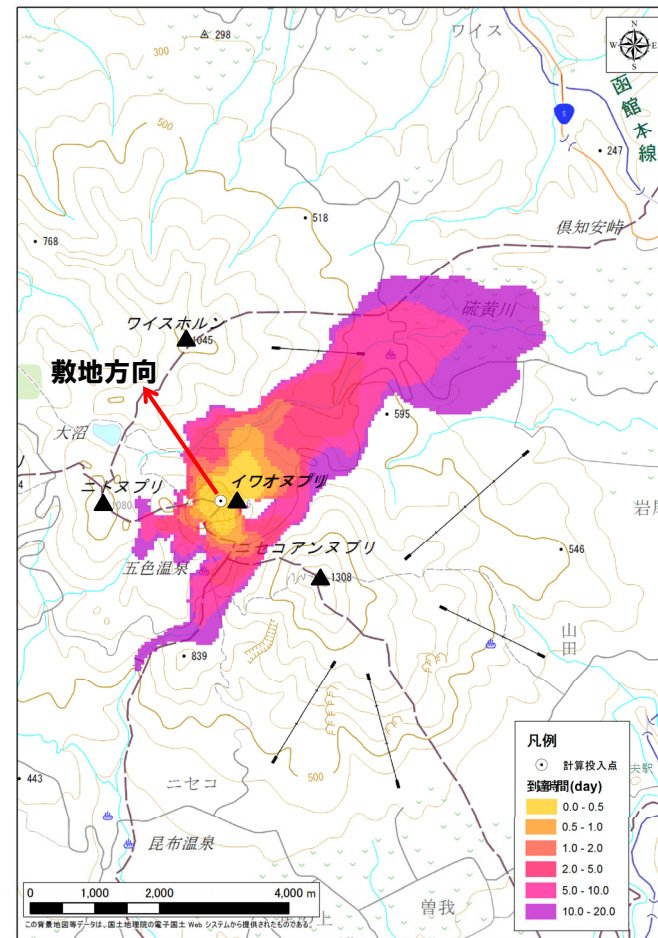 298
ワイス
N
W
E
S
300
函館本線
5
500
247
518
倶知安峠
768
硫黄川
ワイスホルン
1045
敷地方向
595
大沼
イワオヌプリ
ニトヌプリ
1080
岩尾
ニセコアンヌプリ
546
五色温泉
1308
山田
839
凡例
計算投入点
夫駅
500
到達時間(day)
443
ニセコ
0.0 - 0.5
0.5 - 1.0
昆布温泉
1.0 - 2.0
2.0 - 5.0
0
1,000
2,000
4,000 m
5.0 - 10.0
曽我
10.0 - 20.0
この背景地図等データは、国土地理院の電子国土 Web システムから提供されたものである。
上